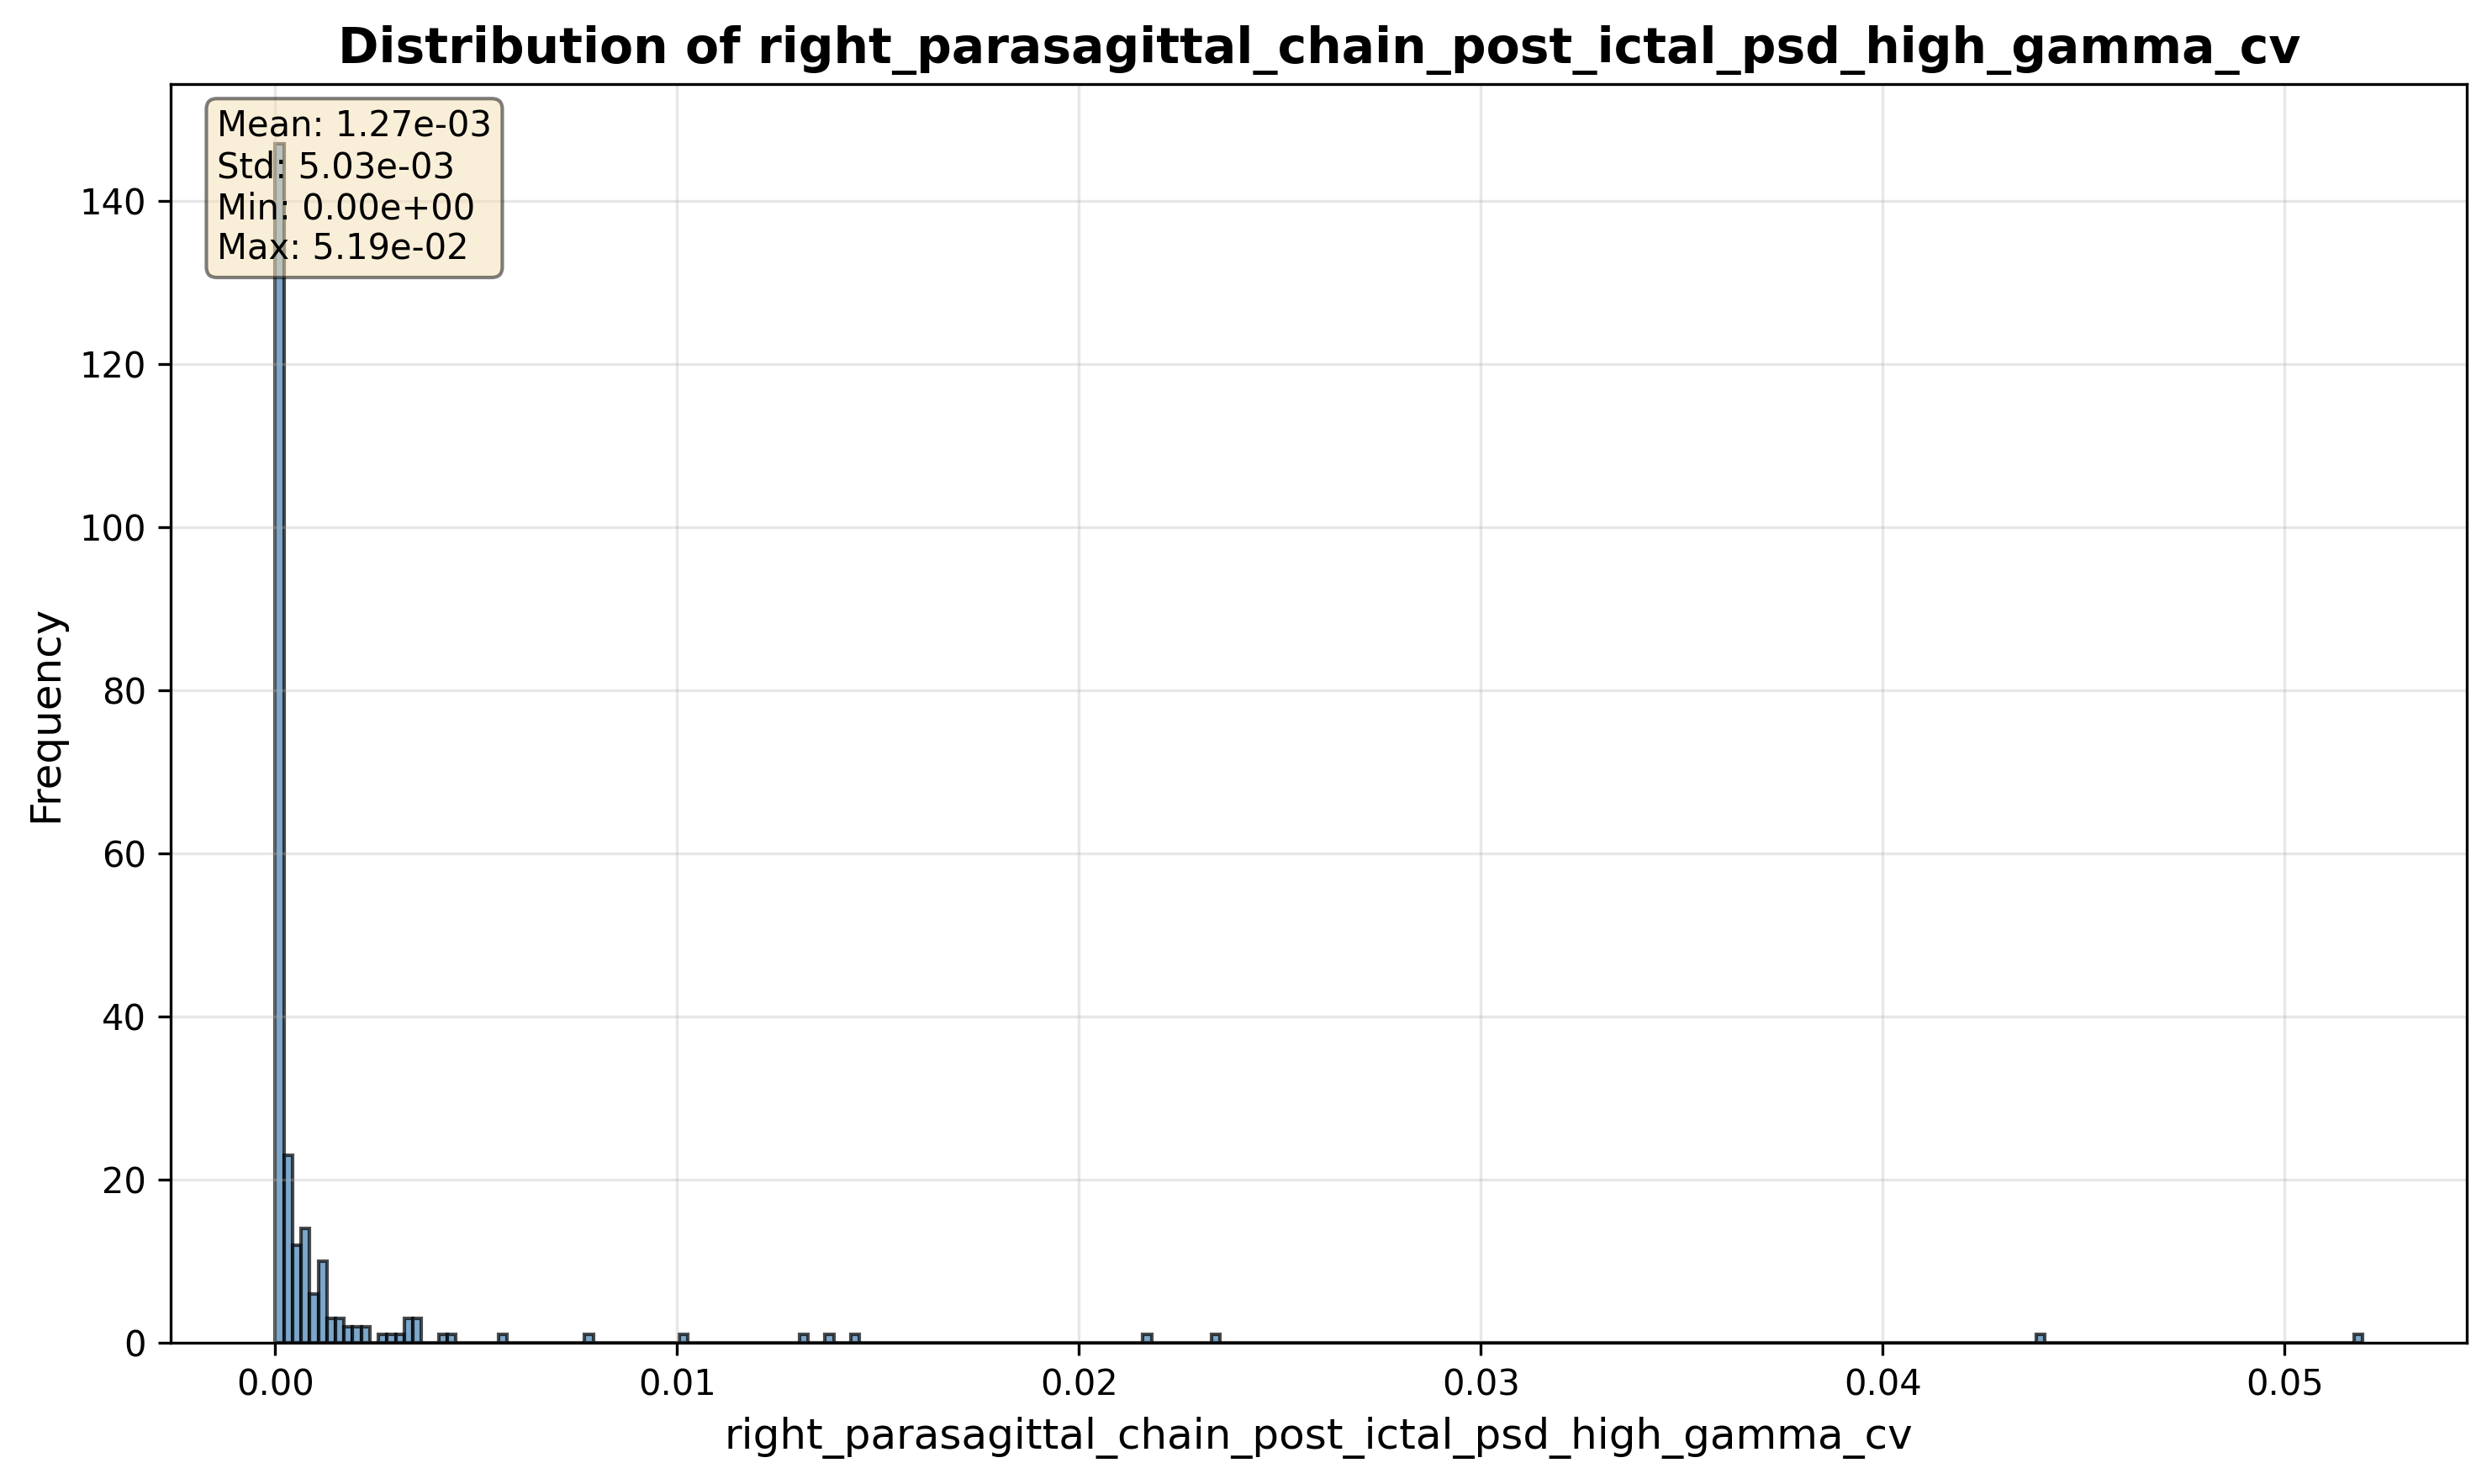 Distribution of right_parasagittal_chain_post_ictal_psd_high_gamma_cv
Mean: 1.27e-03
Std: 5.03e-03
Min: 0.00e+00
Max: 5.19e-02
140
120
100
80
60
40
20
0
Frequency
0.00 0.01 0.02 0.03 0.04 0.05
right_parasagittal_chain_post_ictal_psd_high_gamma_cv